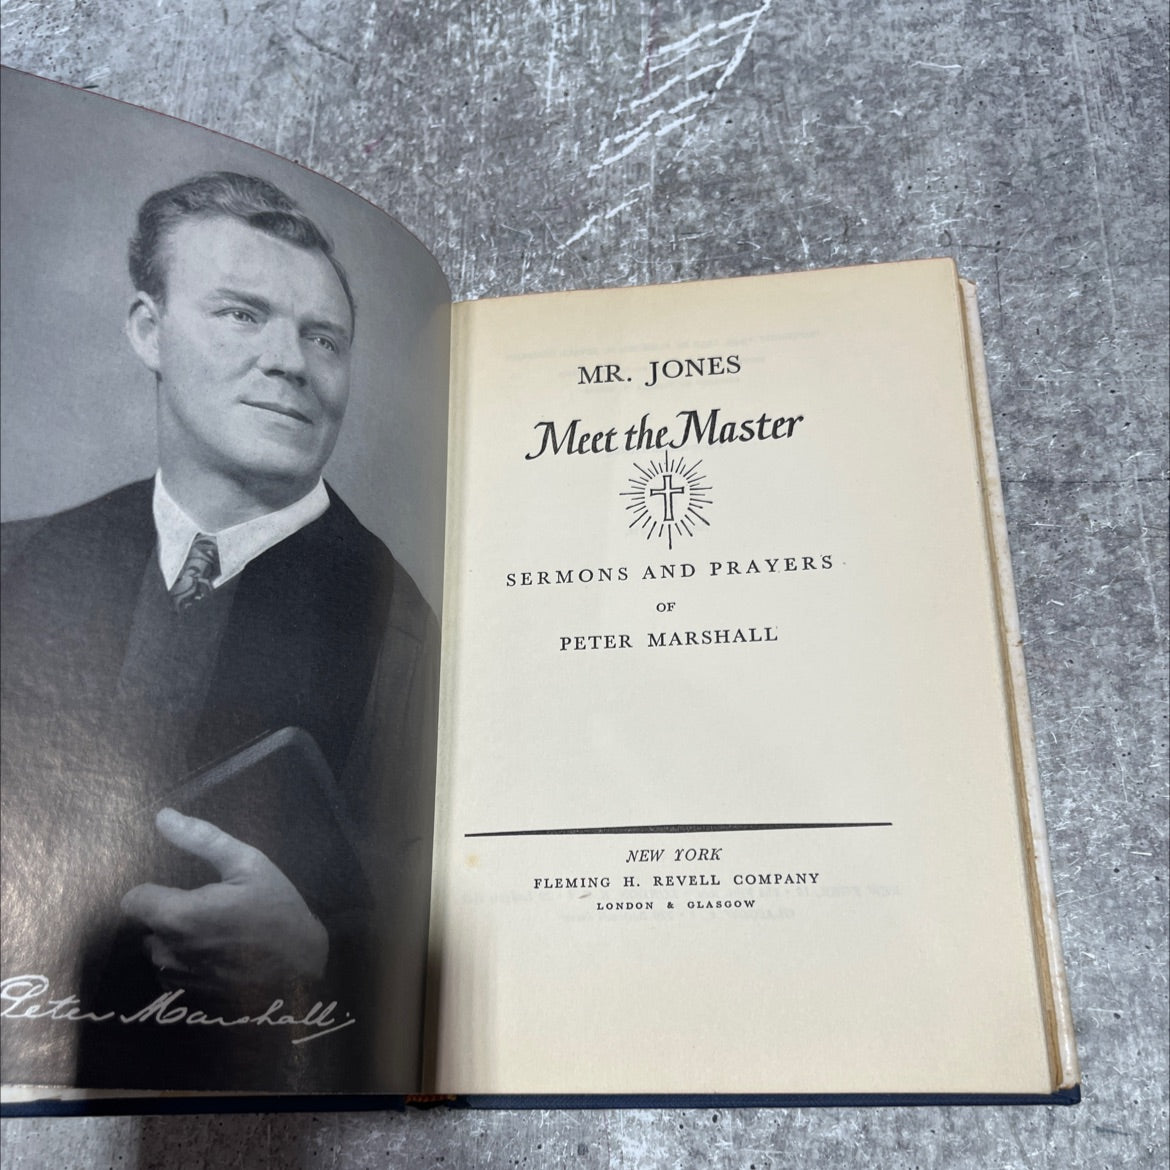 Peter Marshall
MR. JONES
Meet the Master
SERMONS AND PRAYERS
OF
PETER MARSHALL
NEW YORK
FLEMING H. REVELL COMPANY
LONDON & GLASGOW